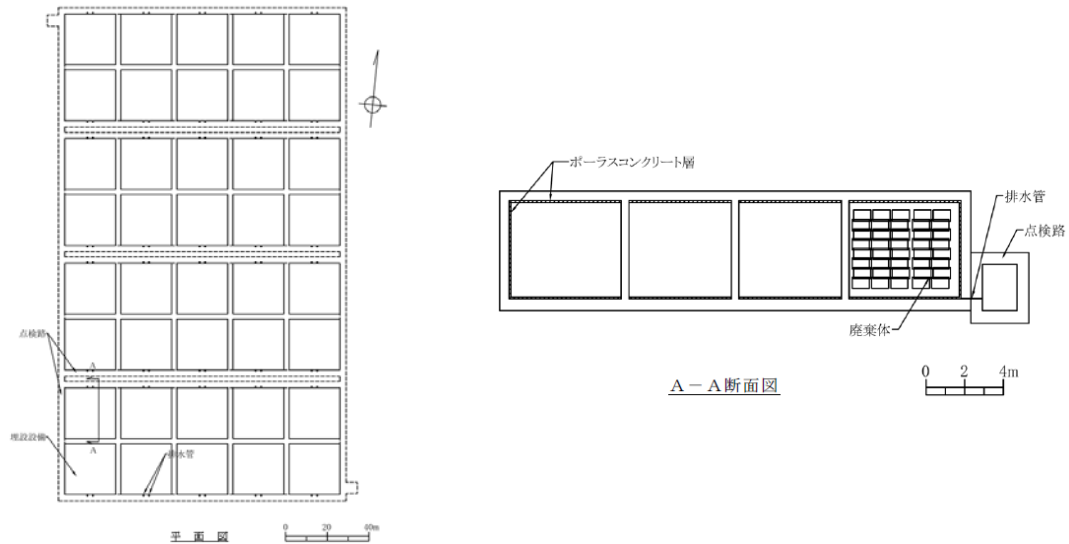 点検路
A
A
埋設設備
排水管
平面図
0 20 40m
ポーラスコンクリート層
排水管
点検路
廃棄体
A-A断面図
0 2 4m